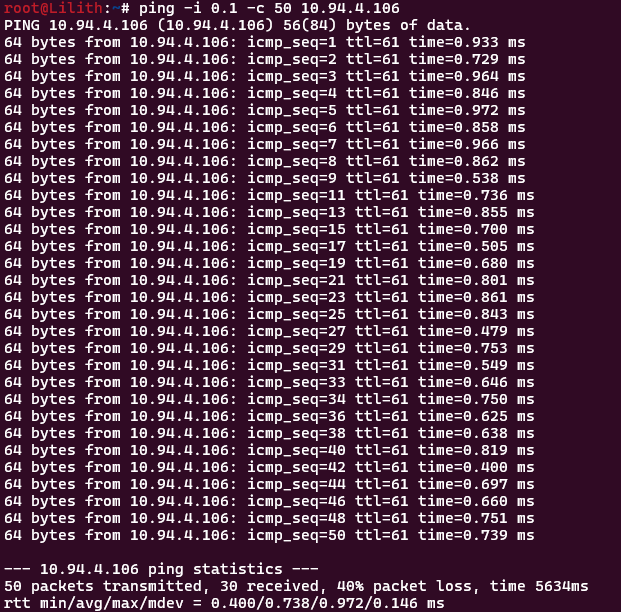 root@Lilith:~# ping -i 0.1 -c 50 10.94.4.106
PING 10.94.4.106 (10.94.4.106) 56(84) bytes of data.
64 bytes from 10.94.4.106: icmp_seq=1 ttl=61 time=0.933 ms
64 bytes from 10.94.4.106: icmp_seq=2 ttl=61 time=0.729 ms
64 bytes from 10.94.4.106: icmp_seq=3 ttl=61 time=0.964 ms
64 bytes from 10.94.4.106: icmp_seq=4 ttl=61 time=0.846 ms
64 bytes from 10.94.4.106: icmp_seq=5 ttl=61 time=0.972 ms
64 bytes from 10.94.4.106: icmp_seq=6 ttl=61 time=0.858 ms
64 bytes from 10.94.4.106: icmp_seq=7 ttl=61 time=0.966 ms
64 bytes from 10.94.4.106: icmp_seq=8 ttl=61 time=0.862 ms
64 bytes from 10.94.4.106: icmp_seq=9 ttl=61 time=0.538 ms
64 bytes from 10.94.4.106: icmp_seq=11 ttl=61 time=0.736 ms
64 bytes from 10.94.4.106: icmp_seq=13 ttl=61 time=0.855 ms
64 bytes from 10.94.4.106: icmp_seq=15 ttl=61 time=0.700 ms
64 bytes from 10.94.4.106: icmp_seq=17 ttl=61 time=0.505 ms
64 bytes from 10.94.4.106: icmp_seq=19 ttl=61 time=0.680 ms
64 bytes from 10.94.4.106: icmp_seq=21 ttl=61 time=0.801 ms
64 bytes from 10.94.4.106: icmp_seq=23 ttl=61 time=0.861 ms
64 bytes from 10.94.4.106: icmp_seq=25 ttl=61 time=0.843 ms
64 bytes from 10.94.4.106: icmp_seq=27 ttl=61 time=0.479 ms
64 bytes from 10.94.4.106: icmp_seq=29 ttl=61 time=0.753 ms
64 bytes from 10.94.4.106: icmp_seq=31 ttl=61 time=0.549 ms
64 bytes from 10.94.4.106: icmp_seq=33 ttl=61 time=0.646 ms
64 bytes from 10.94.4.106: icmp_seq=34 ttl=61 time=0.750 ms
64 bytes from 10.94.4.106: icmp_seq=36 ttl=61 time=0.625 ms
64 bytes from 10.94.4.106: icmp_seq=38 ttl=61 time=0.638 ms
64 bytes from 10.94.4.106: icmp_seq=40 ttl=61 time=0.819 ms
64 bytes from 10.94.4.106: icmp_seq=42 ttl=61 time=0.400 ms
64 bytes from 10.94.4.106: icmp_seq=44 ttl=61 time=0.697 ms
64 bytes from 10.94.4.106: icmp_seq=46 ttl=61 time=0.660 ms
64 bytes from 10.94.4.106: icmp_seq=48 ttl=61 time=0.751 ms
64 bytes from 10.94.4.106: icmp_seq=50 ttl=61 time=0.739 ms
--- 10.94.4.106 ping statistics ---
50 packets transmitted, 30 received, 40% packet loss, time 5634ms
rtt min/avg/max/mdev = 0.400/0.738/0.972/0.146 ms